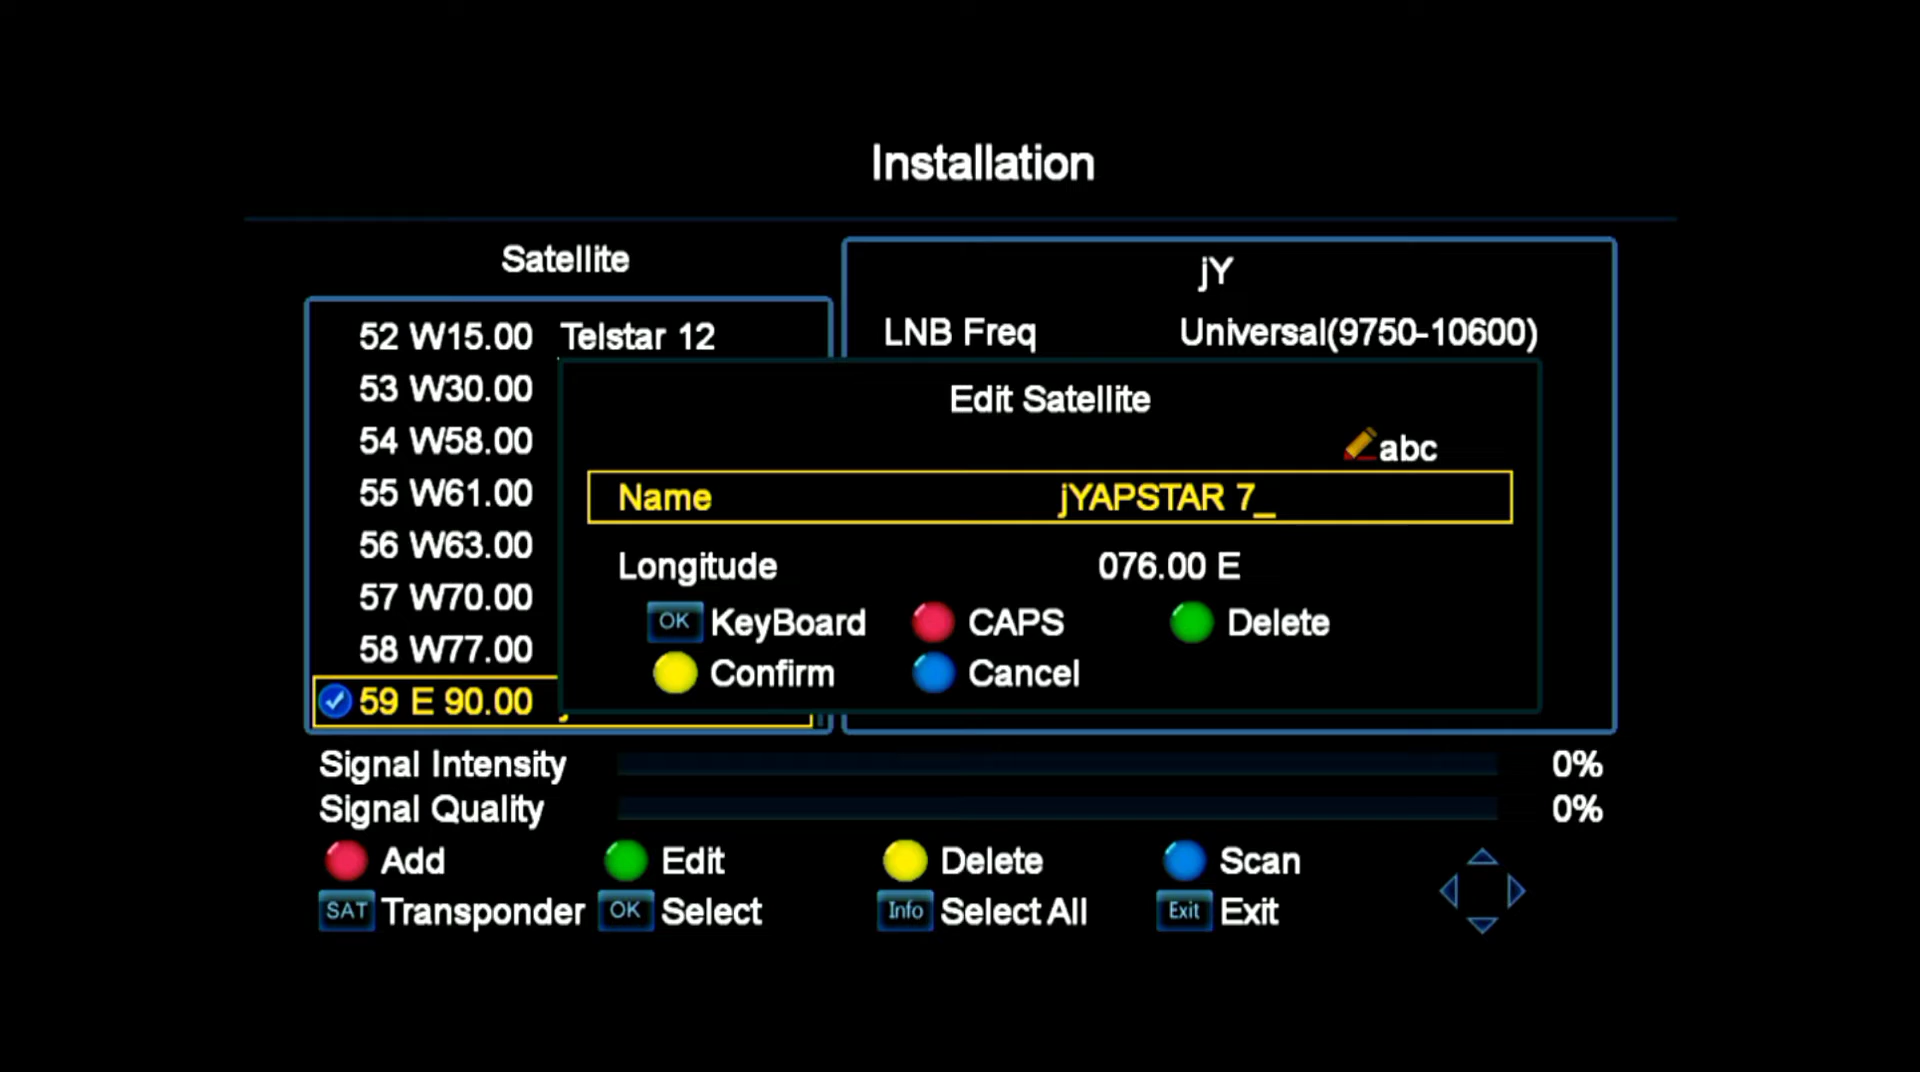 Installation
Satellite
jY
52 W15.00 Telstar 12
LNB Freq Universal(9750-10600)
53 W30.00
54 W58.00
55 W61.00
56 W63.00
57 W70.00
58 W77.00
59 E 90.00
Edit Satellite
abc
Name jYAPSTAR 7_
Longitude 076.00 E
OK KeyBoard CAPS Delete
Confirm Cancel
Signal Intensity 0%
Signal Quality 0%
Add Edit Delete Scan
SAT Transponder OK Select Info Select All Exit Exit